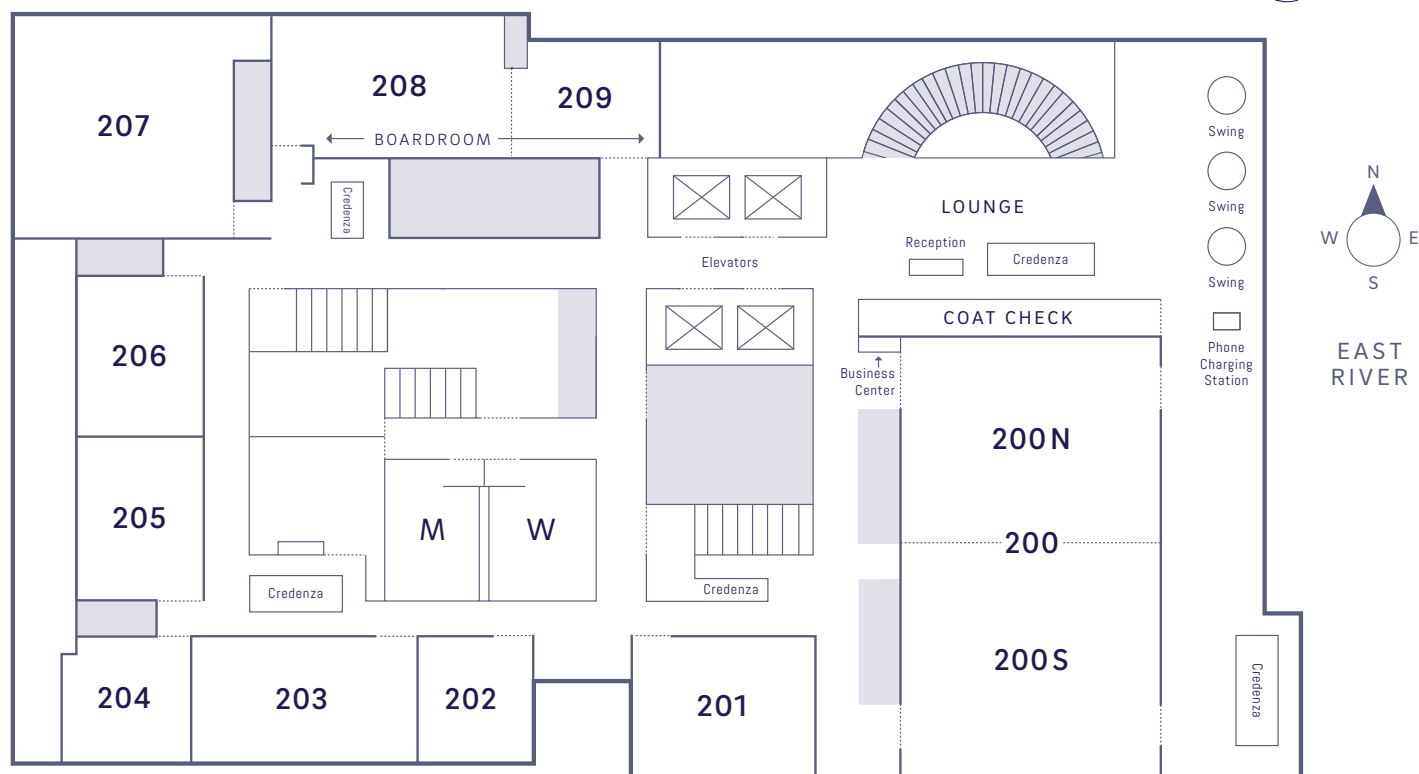 208
209
207
BOARDROOM
Swing
N
W
E
S
Credenza
LOUNGE
Swing
Reception
Elevators
Credenza
Swing
COAT CHECK
Phone
Charging
Station
EAST
RIVER
206
Business
Center
200N
205
M
W
200
Credenza
Credenza
200S
204
203
202
201
Credenza